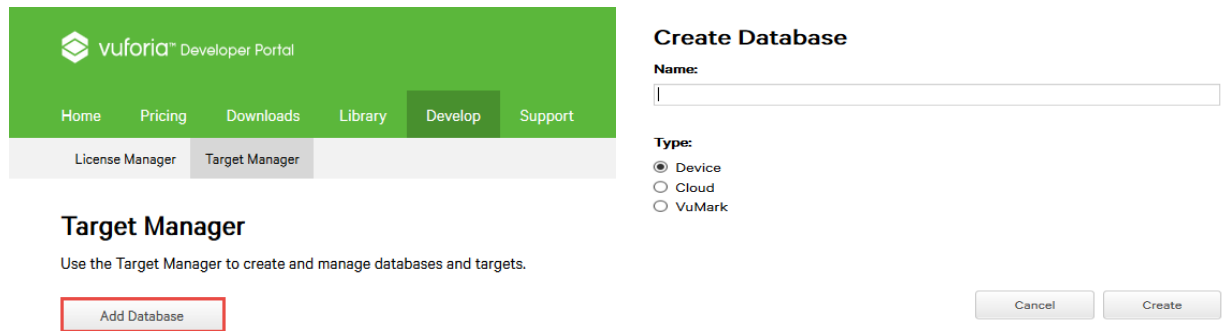 vuforia™ Developer Portal
Home Pricing Downloads Library Develop Support
License Manager Target Manager
Target Manager
Use the Target Manager to create and manage databases and targets.
Add Database
Create Database
Name:
Type:
Device
Cloud
VuMark
Cancel Create